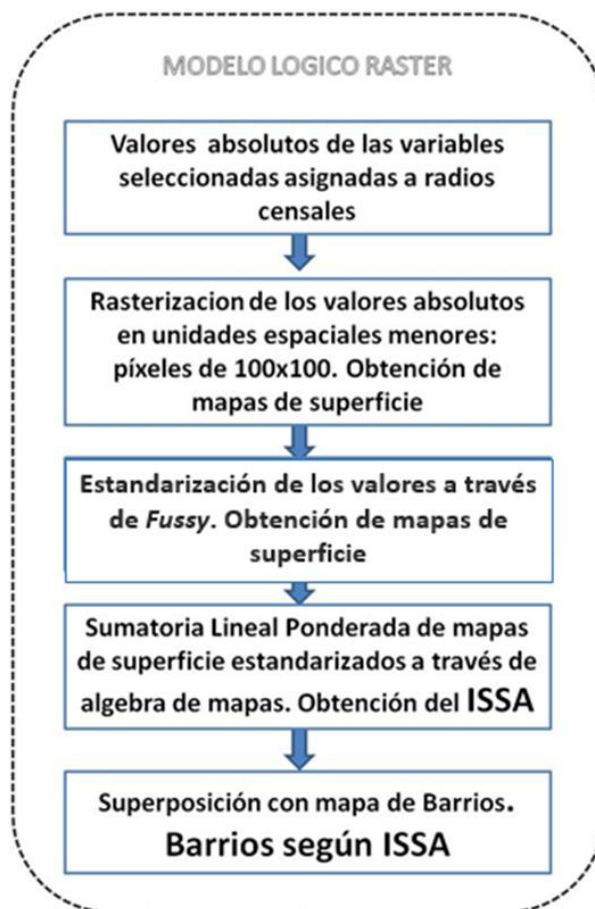 MODELO LOGICO RASTER
Valores absolutos de las variables
seleccionadas asignadas a radios
censales
Rasterizacion de los valores absolutos
en unidades espaciales menores:
píxeles de 100x100. Obtención de
mapas de superficie
Estandarización de los valores a través
de Fussy. Obtención de mapas de
superficie
Sumatoria Lineal Ponderada de mapas
de superficie estandarizados a través de
algebra de mapas. Obtención del ISSA
Superposición con mapa de Barrios.
Barrios según ISSA